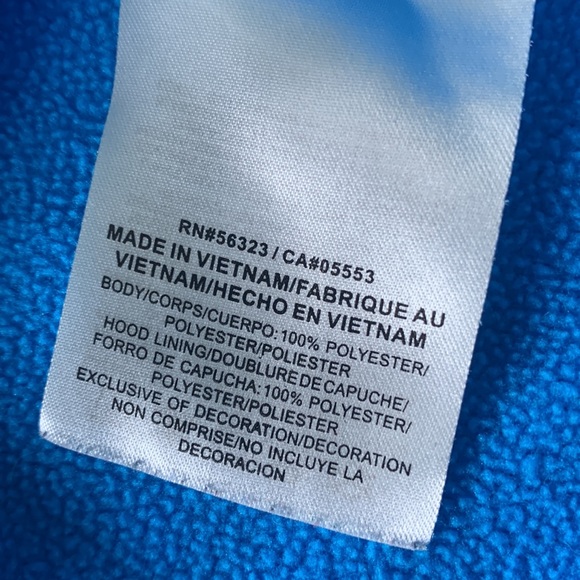 RN#56323 / CA#05553
MADE IN VIETNAM/FABRIQUE AU
VIETNAM/HECHO EN VIETNAM
BODY/CORPS/CUERPO: 100% POLYESTER/
POLYESTER/POLIESTER
HOOD LINING/DOUBLURE DE CAPUCHE/
FORRO DE CAPUCHA: 100% POLYESTER/
POLYESTER/POLIESTER
EXCLUSIVE OF DECORATION/DECORATION
NON COMPRISE/NO INCLUYE LA
DECORACION